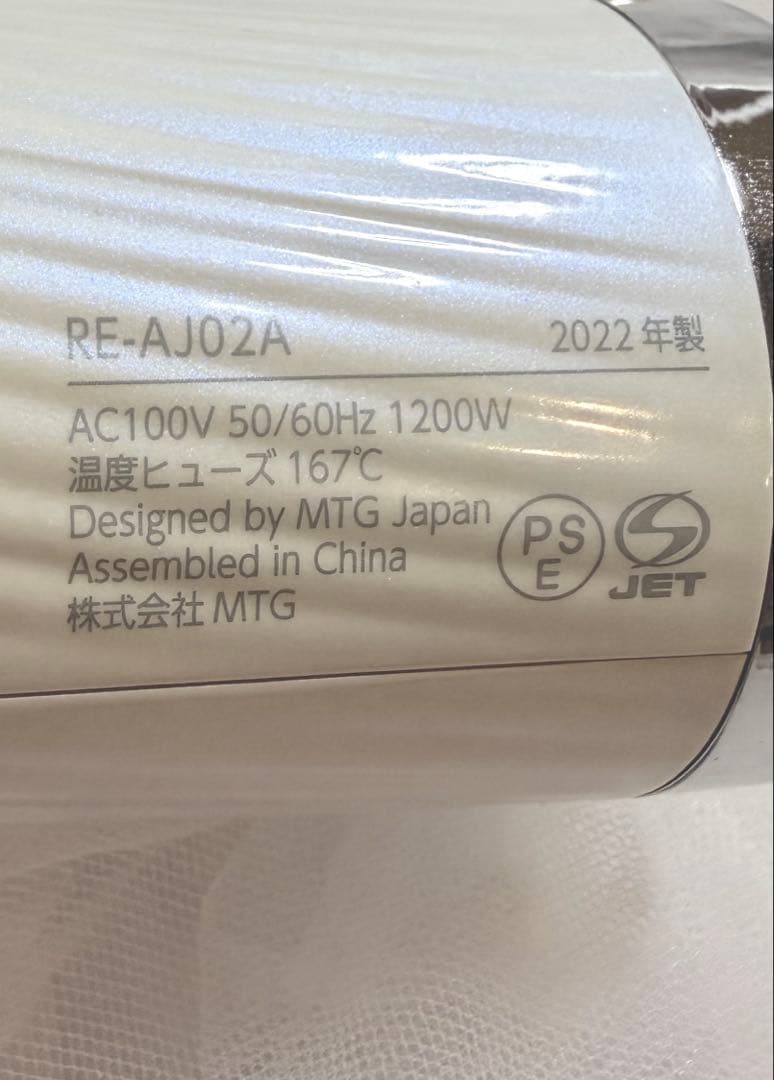 RE-AJ02A 2022年製
AC100V 50/60Hz 1200W
温度ヒューズ 167℃
Designed by MTG Japan
Assembled in China
株式会社 MTG
PS
E
JET